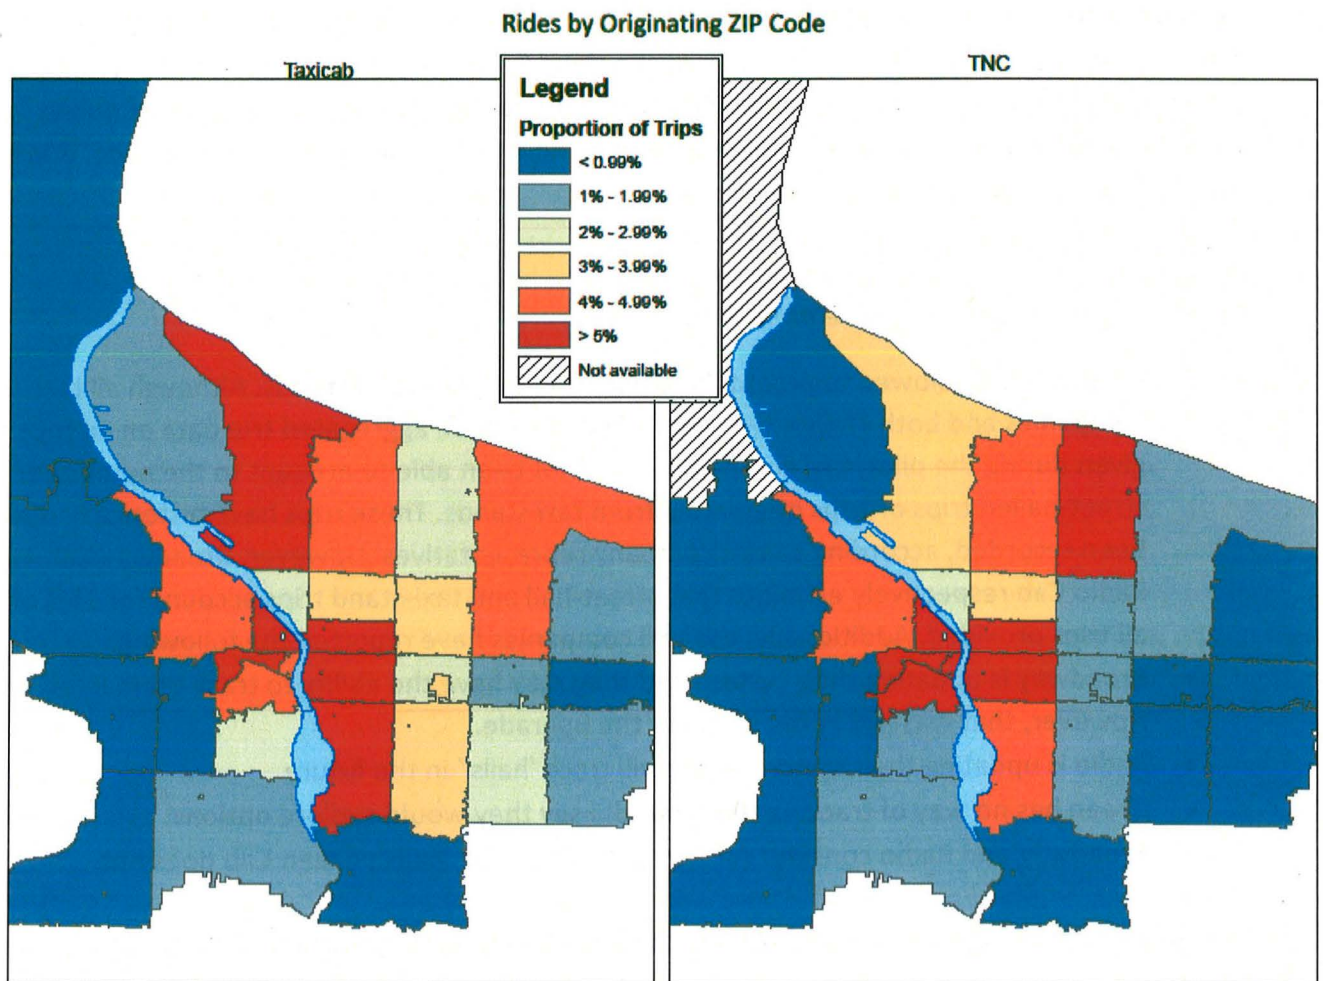 Rides by Originating ZIP Code
Taxicab
TNC
Legend
Proportion of Trips
< 0.99%
1% - 1.99%
2% - 2.99%
3% - 3.99%
4% - 4.99%
> 5%
Not available